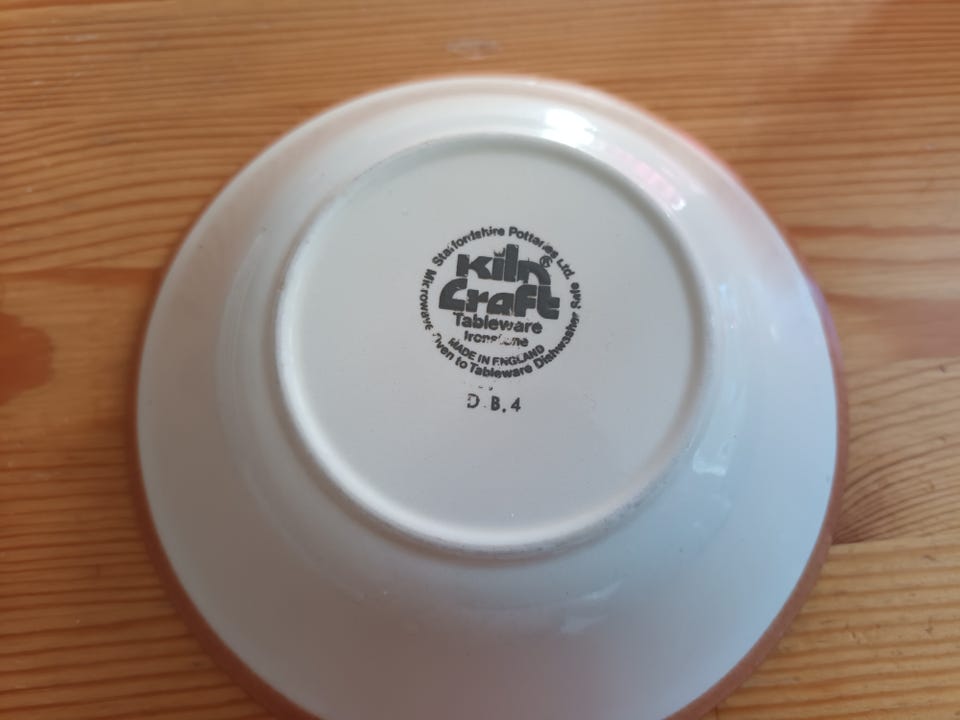 Staffordshire Potteries Ltd.
Kiln®
Craft
Tableware
Ironstone
MADE IN ENGLAND
Microwave Oven to Tableware Dishwasher Safe
D.B.4